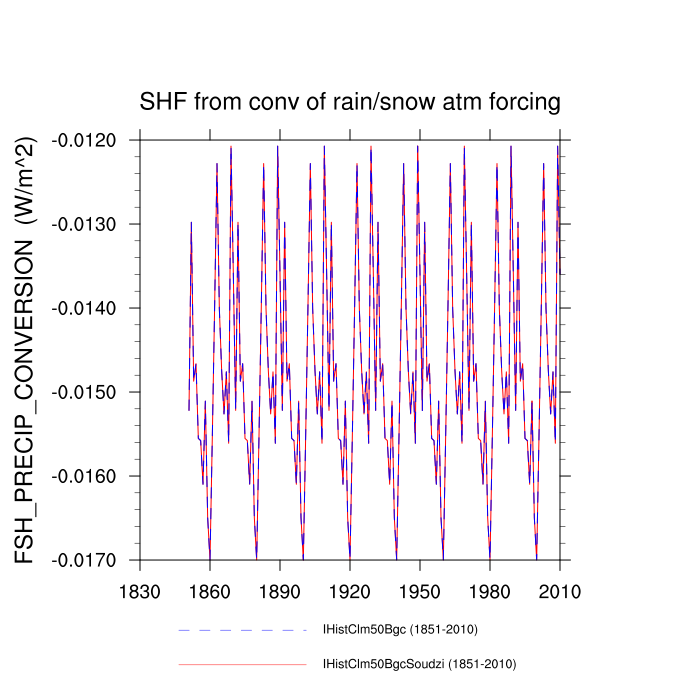 SHF from conv of rain/snow atm forcing
FSH_PRECIP_CONVERSION (W/m^2)
-0.0120
-0.0130
-0.0140
-0.0150
-0.0160
-0.0170
1830 1860 1890 1920 1950 1980 2010
IHistClm50Bgc (1851-2010)
IHistClm50BgcSoudzi (1851-2010)